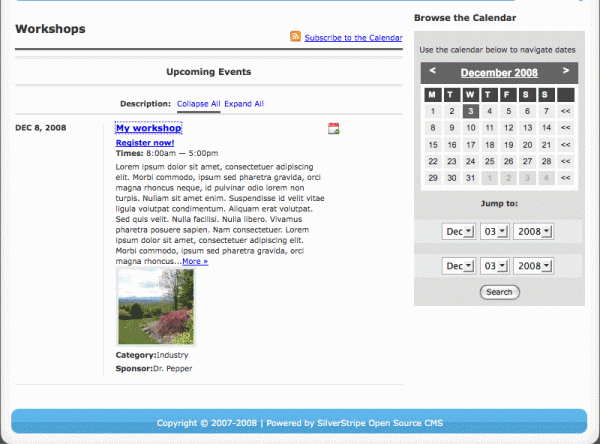 Workshops
Subscribe to the Calendar
Upcoming Events
Description: Collapse All Expand All
DEC 8, 2008
My workshop
Register now!
Times: 8:00am — 5:00pm
Lorem ipsum dolor sit amet, consectetuer adipiscing
elit. Morbi commodo, ipsum sed pharetra gravida, orci
magna rhoncus neque, id pulvinar odio lorem non
turpis. Nullam sit amet enim. Suspendisse id velit vitae
ligula volutpat condimentum. Aliquam erat volutpat.
Sed quis velit. Nulla facilisi. Nulla libero. Vivamus
pharetra posuere sapien. Nam consectetuer. Lorem
ipsum dolor sit amet, consectetuer adipiscing elit.
Morbi commodo, ipsum sed pharetra gravida, orci
magna rhoncus...More »
Category:Industry
Sponsor:Dr. Pepper
Browse the Calendar
Use the calendar below to navigate dates
< December 2008 >
M T W T F S S
1 2 3 4 5 6 7 <<
8 9 10 11 12 13 14 <<
15 16 17 18 19 20 21 <<
22 23 24 25 26 27 28 <<
29 30 31 1 2 3 4 <<
Jump to:
Dec 03 2008
Dec 03 2008
Search
Copyright © 2007-2008 | Powered by SilverStripe Open Source CMS